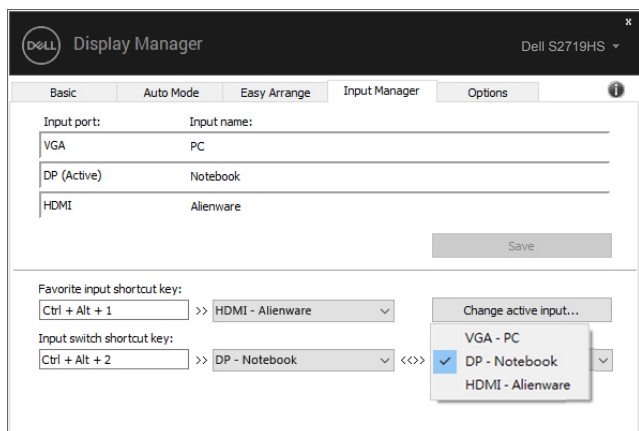 x
DELL Display Manager Dell S2719HS
Basic Auto Mode Easy Arrange Input Manager Options i
Input port: Input name:
VGA PC
DP (Active) Notebook
HDMI Alienware
Save
Favorite input shortcut key:
Ctrl + Alt + 1 >> HDMI - Alienware Change active input...
Input switch shortcut key:
Ctrl + Alt + 2 >> DP - Notebook <<>>
VGA - PC
DP - Notebook
HDMI - Alienware